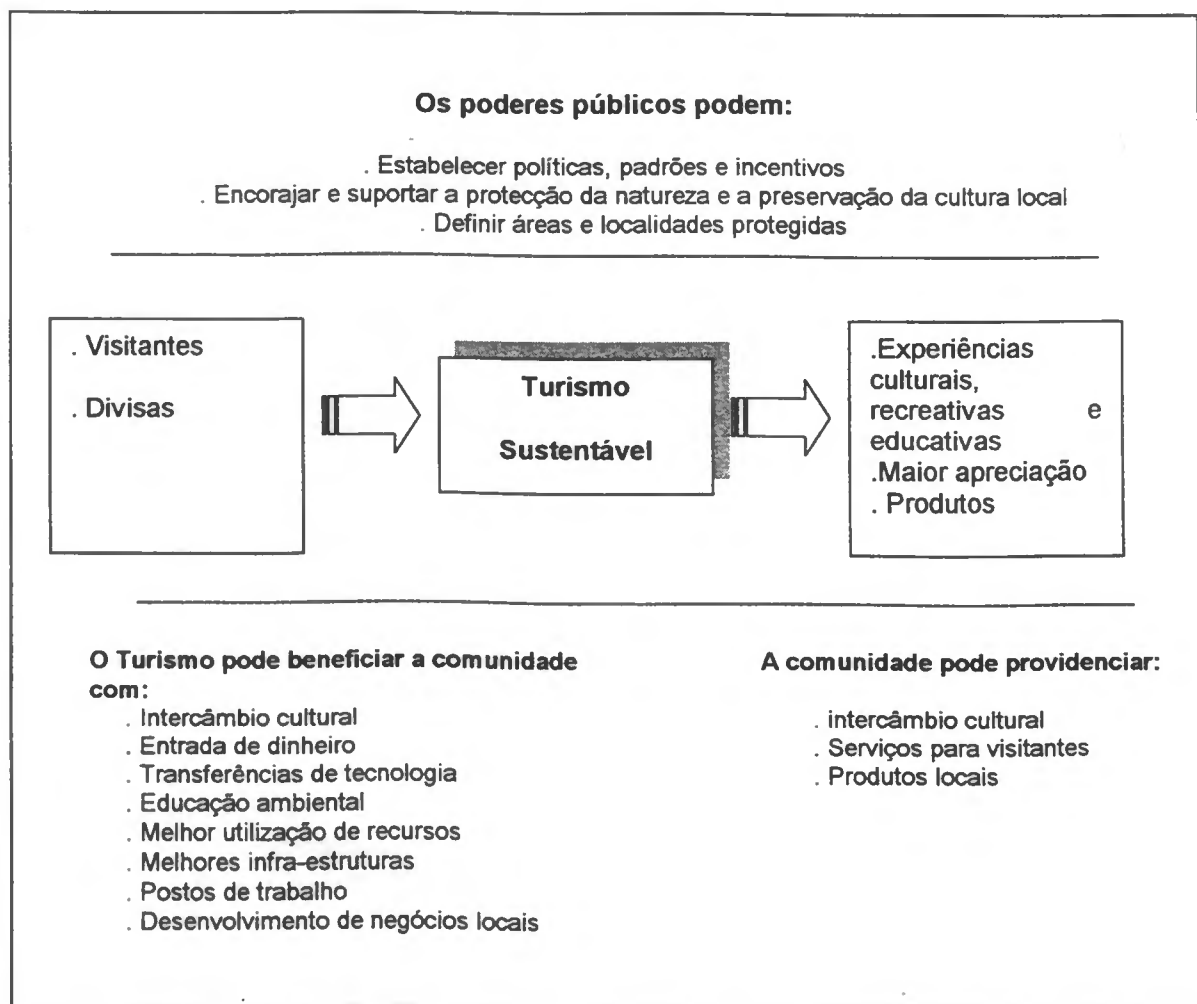 Os poderes públicos podem:
. Estabelecer políticas, padrões e incentivos
. Encorajar e suportar a protecção da natureza e a preservação da cultura local
. Definir áreas e localidades protegidas
. Visitantes
. Divisas
Turismo
Sustentável
.Experiências
culturais,
recreativas e
educativas
.Maior apreciação
. Produtos
O Turismo pode beneficiar a comunidade
com:
. Intercâmbio cultural
. Entrada de dinheiro
. Transferências de tecnologia
. Educação ambiental
. Melhor utilização de recursos
. Melhores infra-estruturas
. Postos de trabalho
. Desenvolvimento de negócios locais
A comunidade pode providenciar:
. intercâmbio cultural
. Serviços para visitantes
. Produtos locais